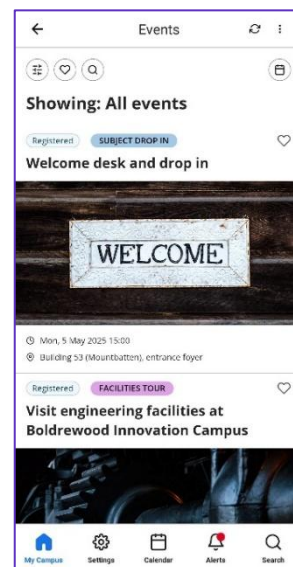 Events
Showing: All events
Registered SUBJECT DROP IN
Welcome desk and drop in
WELCOME
Mon, 5 May 2025 15:00
Building 53 (Mountbatten), entrance foyer
Registered FACILITIES TOUR
Visit engineering facilities at
Boldrewood Innovation Campus
My Campus Settings Calendar Alerts Search